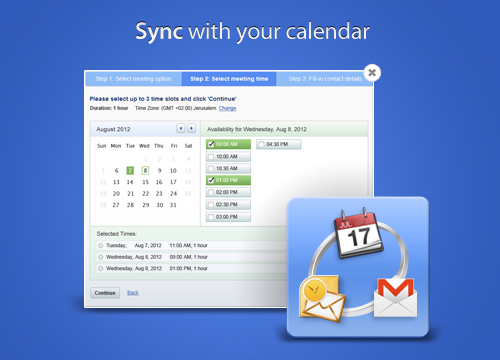 Sync with your calendar
Step 1: Select meeting option
Step 2: Select meeting time
Step 3: Fill-in contact details
Please select up to 3 time slots and click 'Continue'
Duration: 1 hour Time Zone: (GMT +02:00) Jerusalem Change
August 2012
Sun Mon Tue Wed Thu Fri Sat
5 6 7 8 9 10 11
12 13 14 15 16 17 18
19 20 21 22 23 24 25
26 27 28 29 30 31
Availability for Wednesday, Aug 8, 2012
09:00 AM 04:30 PM
10:00 AM
10:30 AM
01:00 PM
02:00 PM
02:30 PM
03:00 PM
Selected Times:
Tuesday, Aug 7, 2012 11:00 AM, 1 hour
Wednesday, Aug 8, 2012 09:00 AM, 1 hour
Wednesday, Aug 8, 2012 01:00 PM, 1 hour
Continue Back
JUL
17